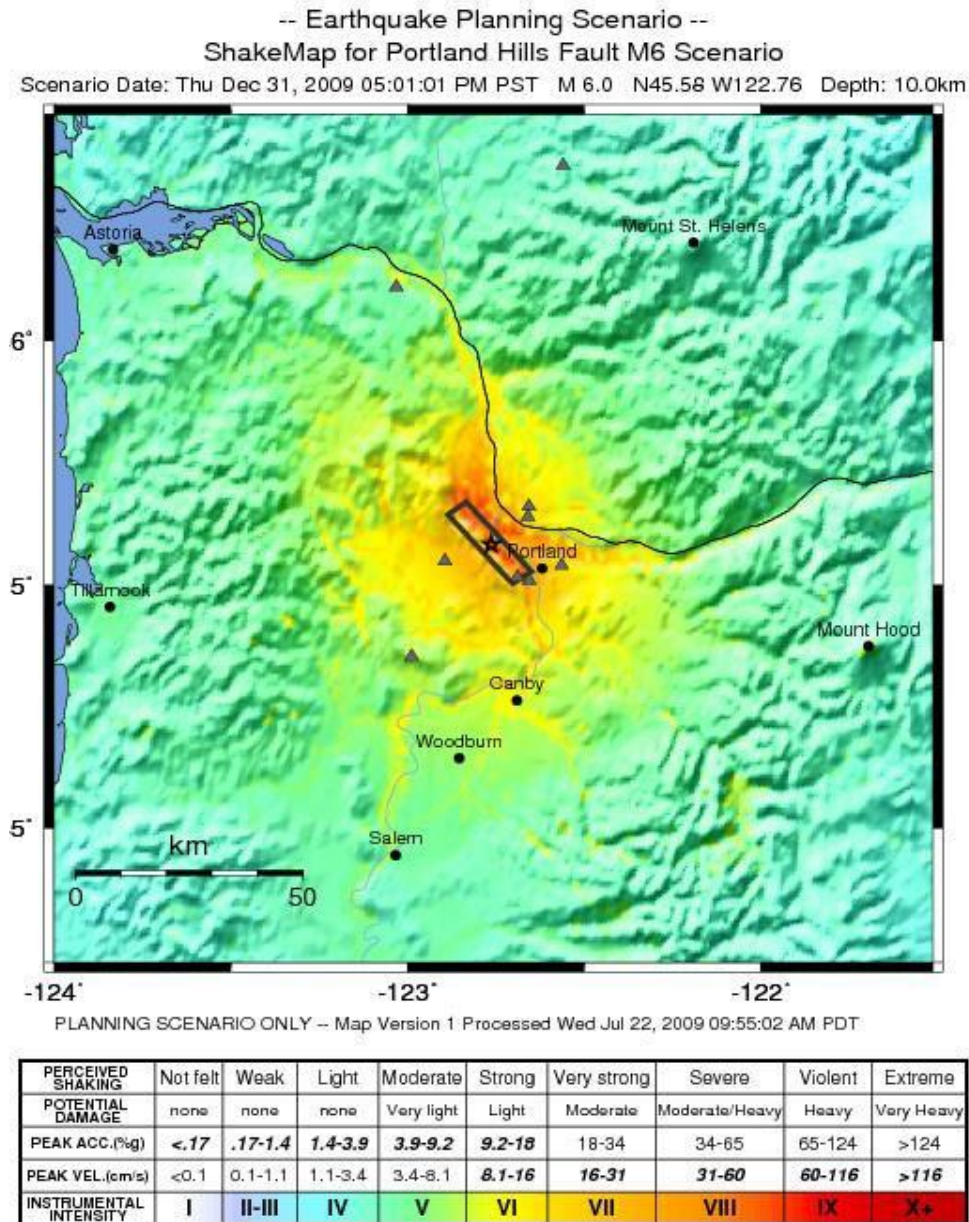 -- Earthquake Planning Scenario --
ShakeMap for Portland Hills Fault M6 Scenario
Scenario Date: Thu Dec 31, 2009 05:01:01 PM PST M 6.0 N45.58 W122.76 Depth: 10.0km
Astoria
Mount St. Helens
6°
Portland
5°
Tillamook
Mount Hood
Canby
Woodburn
5°
Salem
km
0 50
-124° -123° -122°
PLANNING SCENARIO ONLY -- Map Version 1 Processed Wed Jul 22, 2009 09:55:02 AM PDT
PERCEIVED SHAKING Not felt Weak Light Moderate Strong Very strong Severe Violent Extreme
POTENTIAL DAMAGE none none none Very light Light Moderate Moderate/Heavy Heavy Very Heavy
PEAK ACC.(%g) <.17 .17-1.4 1.4-3.9 3.9-9.2 9.2-18 18-34 34-65 65-124 >124
PEAK VEL.(cm/s) <0.1 0.1-1.1 1.1-3.4 3.4-8.1 8.1-16 16-31 31-60 60-116 >116
INSTRUMENTAL INTENSITY I II-III IV V VI VII VIII IX X+